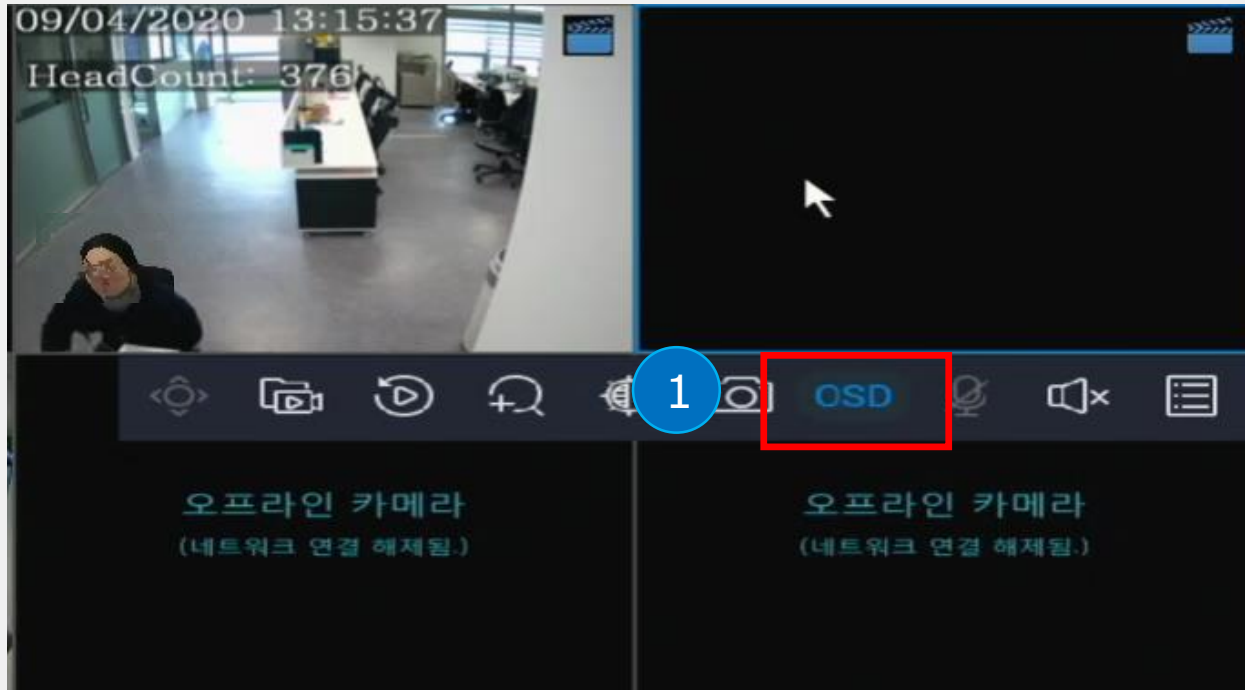 09/04/2020 13:15:37
HeadCount: 376
1
OSD
오프라인 카메라
(네트워크 연결 해제됨.)
오프라인 카메라
(네트워크 연결 해제됨.)